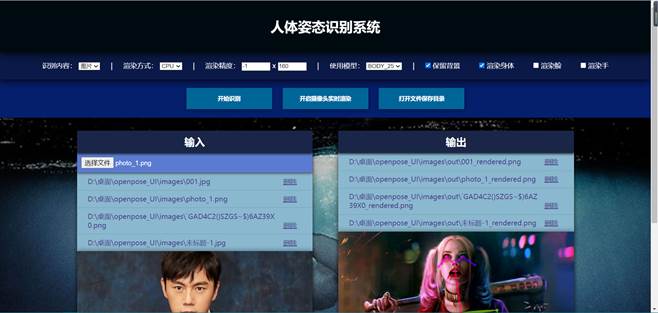 人体姿态识别系统
识别内容： 图片 | 渲染方式： CPU | 渲染精度： -1 X 160 | 使用模型： BODY_25 | 保留背景 渲染身体 渲染脸 渲染手
开始识别 开启摄像头实时渲染 打开文件保存目录
输入
选择文件 photo_1.png
D:\桌面\openpose_UI\images\001.jpg 删除
D:\桌面\openpose_UI\images\photo_1.png 删除
D:\桌面\openpose_UI\images\`GAD4C2()SZGS~$)6AZ39X
0.png 删除
D:\桌面\openpose_UI\images\未标题-1.jpg 删除
输出
D:\桌面\openpose_UI\images\out\001_rendered.png 删除
D:\桌面\openpose_UI\images\out\photo_1_rendered.png 删除
D:\桌面\openpose_UI\images\out\`GAD4C2()SZGS~$)6AZ
39X0_rendered.png 删除
D:\桌面\openpose_UI\images\out\未标题-1_rendered.png 删除